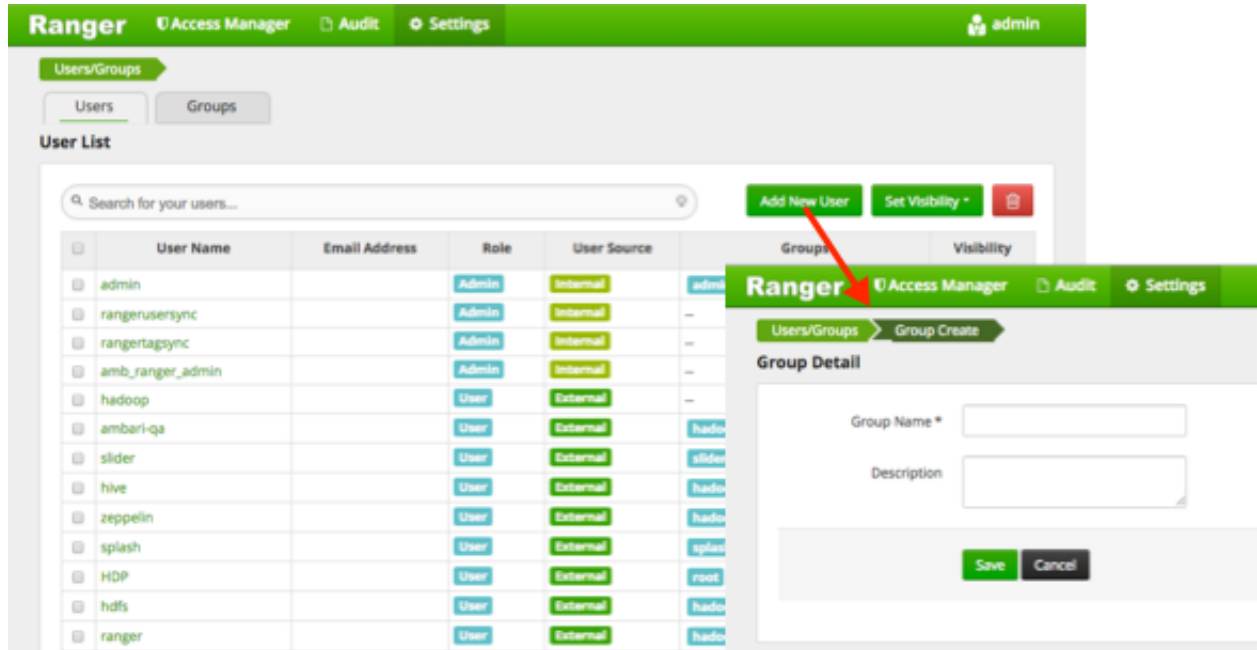 Ranger Access Manager Audit Settings admin
Users/Groups
Users Groups
User List
Search for your users... Add New User Set Visibility
User Name Email Address Role User Source Groups Visibility
admin Admin Internal
rangerusersync Admin Internal --
rangertagsync Admin Internal --
amb_ranger_admin Admin Internal --
hadoop User External --
ambari-qa User External
slider User External slider
hive User External
zeppelin User External
splash User External
HDP User External root
hdfs User External
ranger User External
Ranger Access Manager Audit Settings
Users/Groups Group Create
Group Detail
Group Name *
Description
Save Cancel